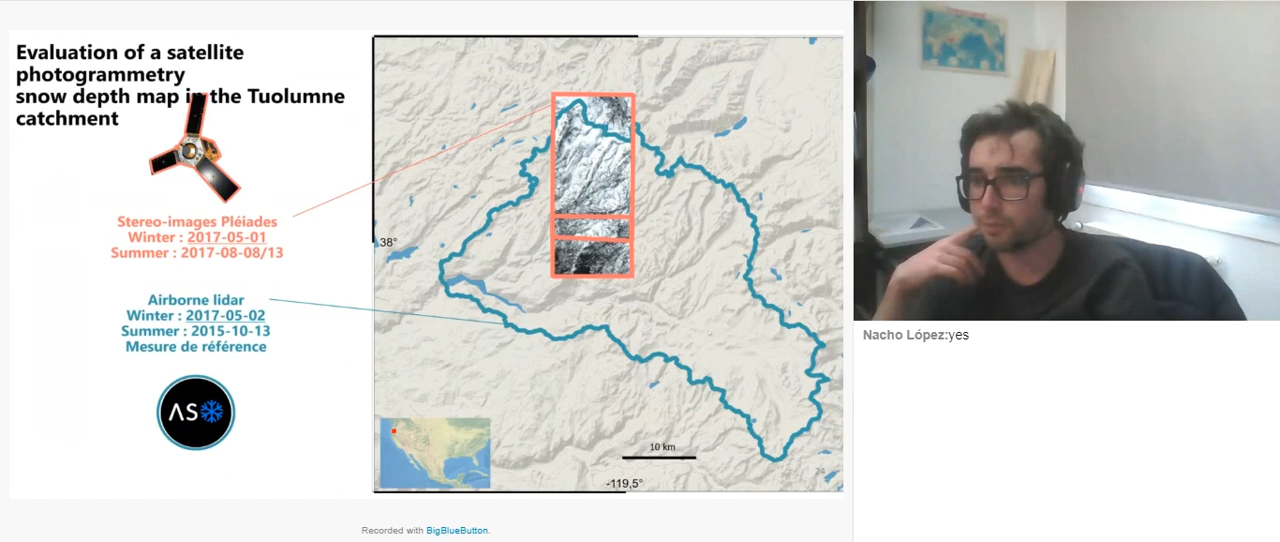 Evaluation of a satellite
photogrammetry
snow depth map in the Tuolumne
catchment
Stereo-images Pléiades
Winter : 2017-05-01
Summer : 2017-08-08/13
Airborne lidar
Winter : 2017-05-02
Summer : 2015-10-13
Mesure de référence
ASO
38°
10 km
-119,5°
24
Recorded with BigBlueButton.
Nacho López:yes